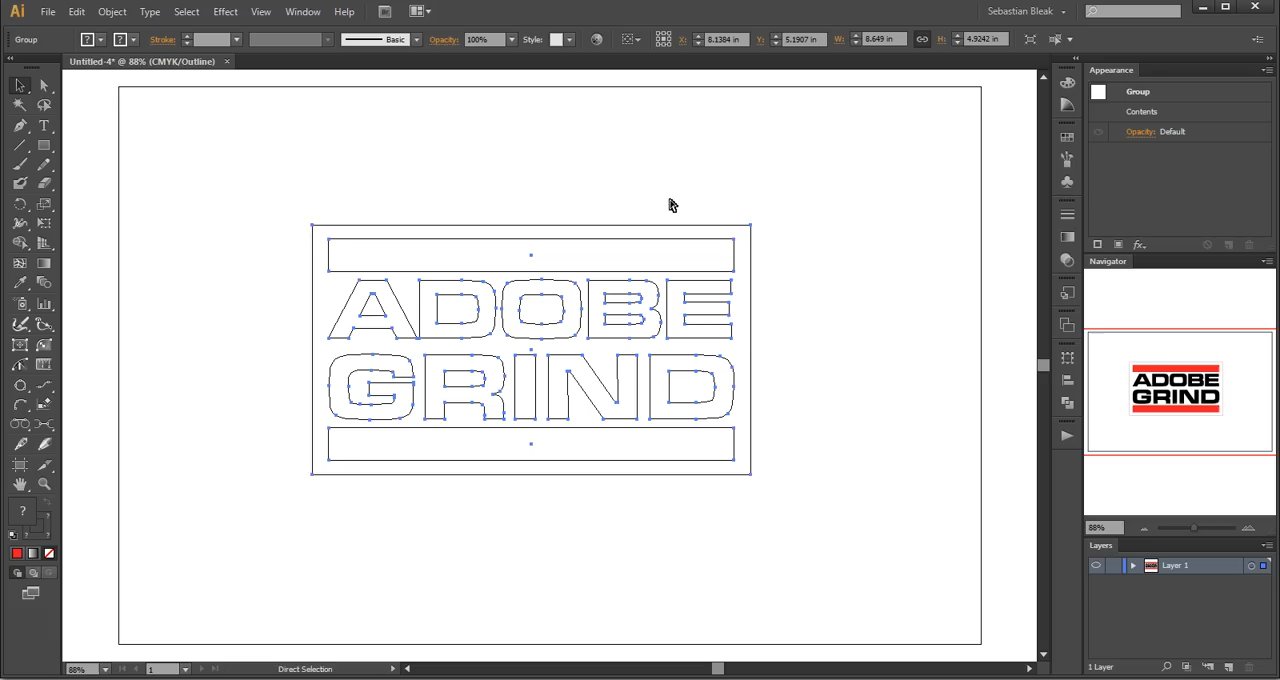 Ai File Edit Object Type Select Effect View Window Help Br Sebastian Bleak
Group Stroke: Basic Opacity: 100% Style: X: 8.1384 in Y: 5.1907 in W: 8.649 in H: 4.9242 in
Untitled-4* @ 88% (CMYK/Outline) ×
Appearance
Group
Contents
Opacity: Default
fx
Navigator
ADOBE
GRIND
88%
Layers
Layer 1
1 Layer
ADOBE
GRIND
T
? ?
?
88% 1 Direct Selection